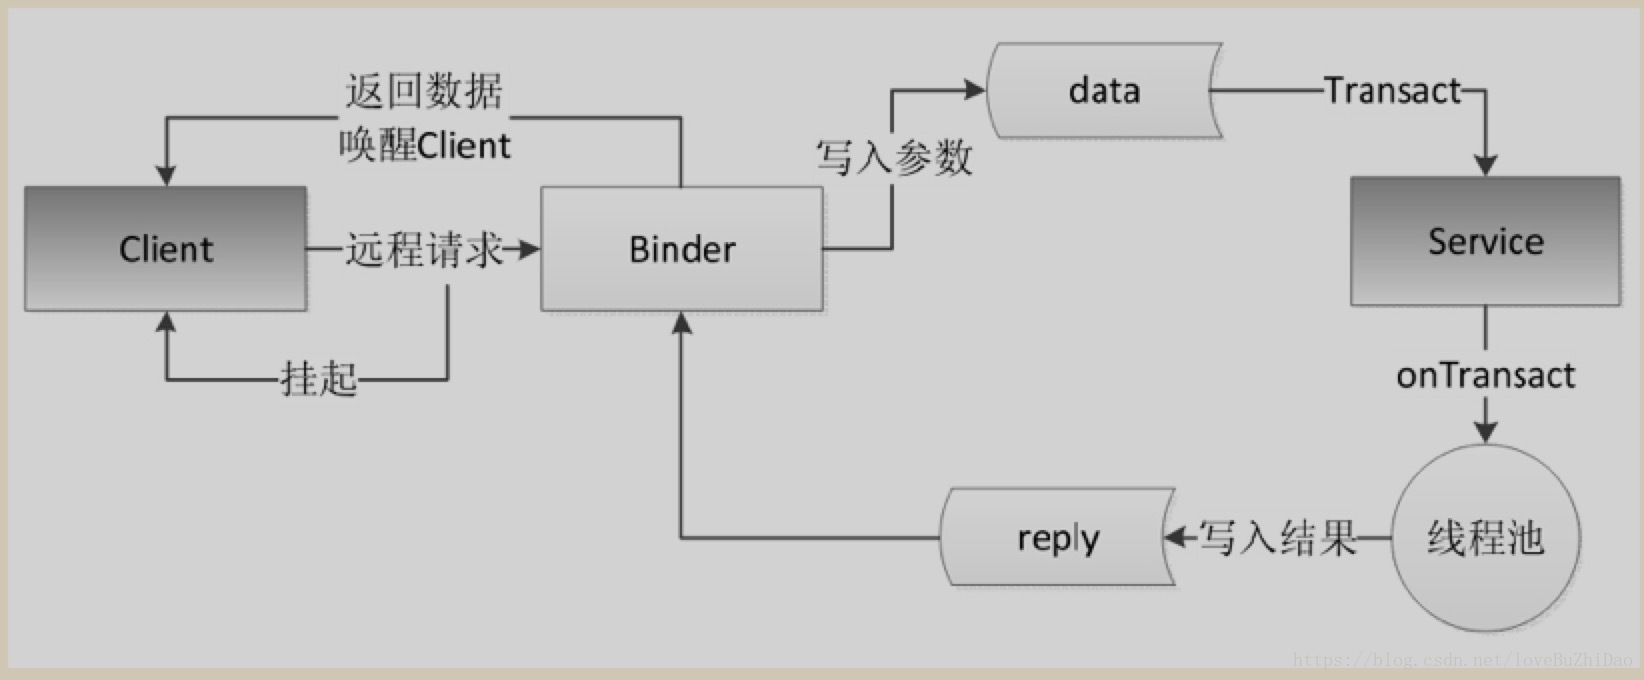 返回数据
唤醒Client
Client
远程请求
挂起
Binder
写入参数
data
Transact
Service
onTransact
线程池
写入结果
reply
https://blog.csdn.net/loveBuZhiDao